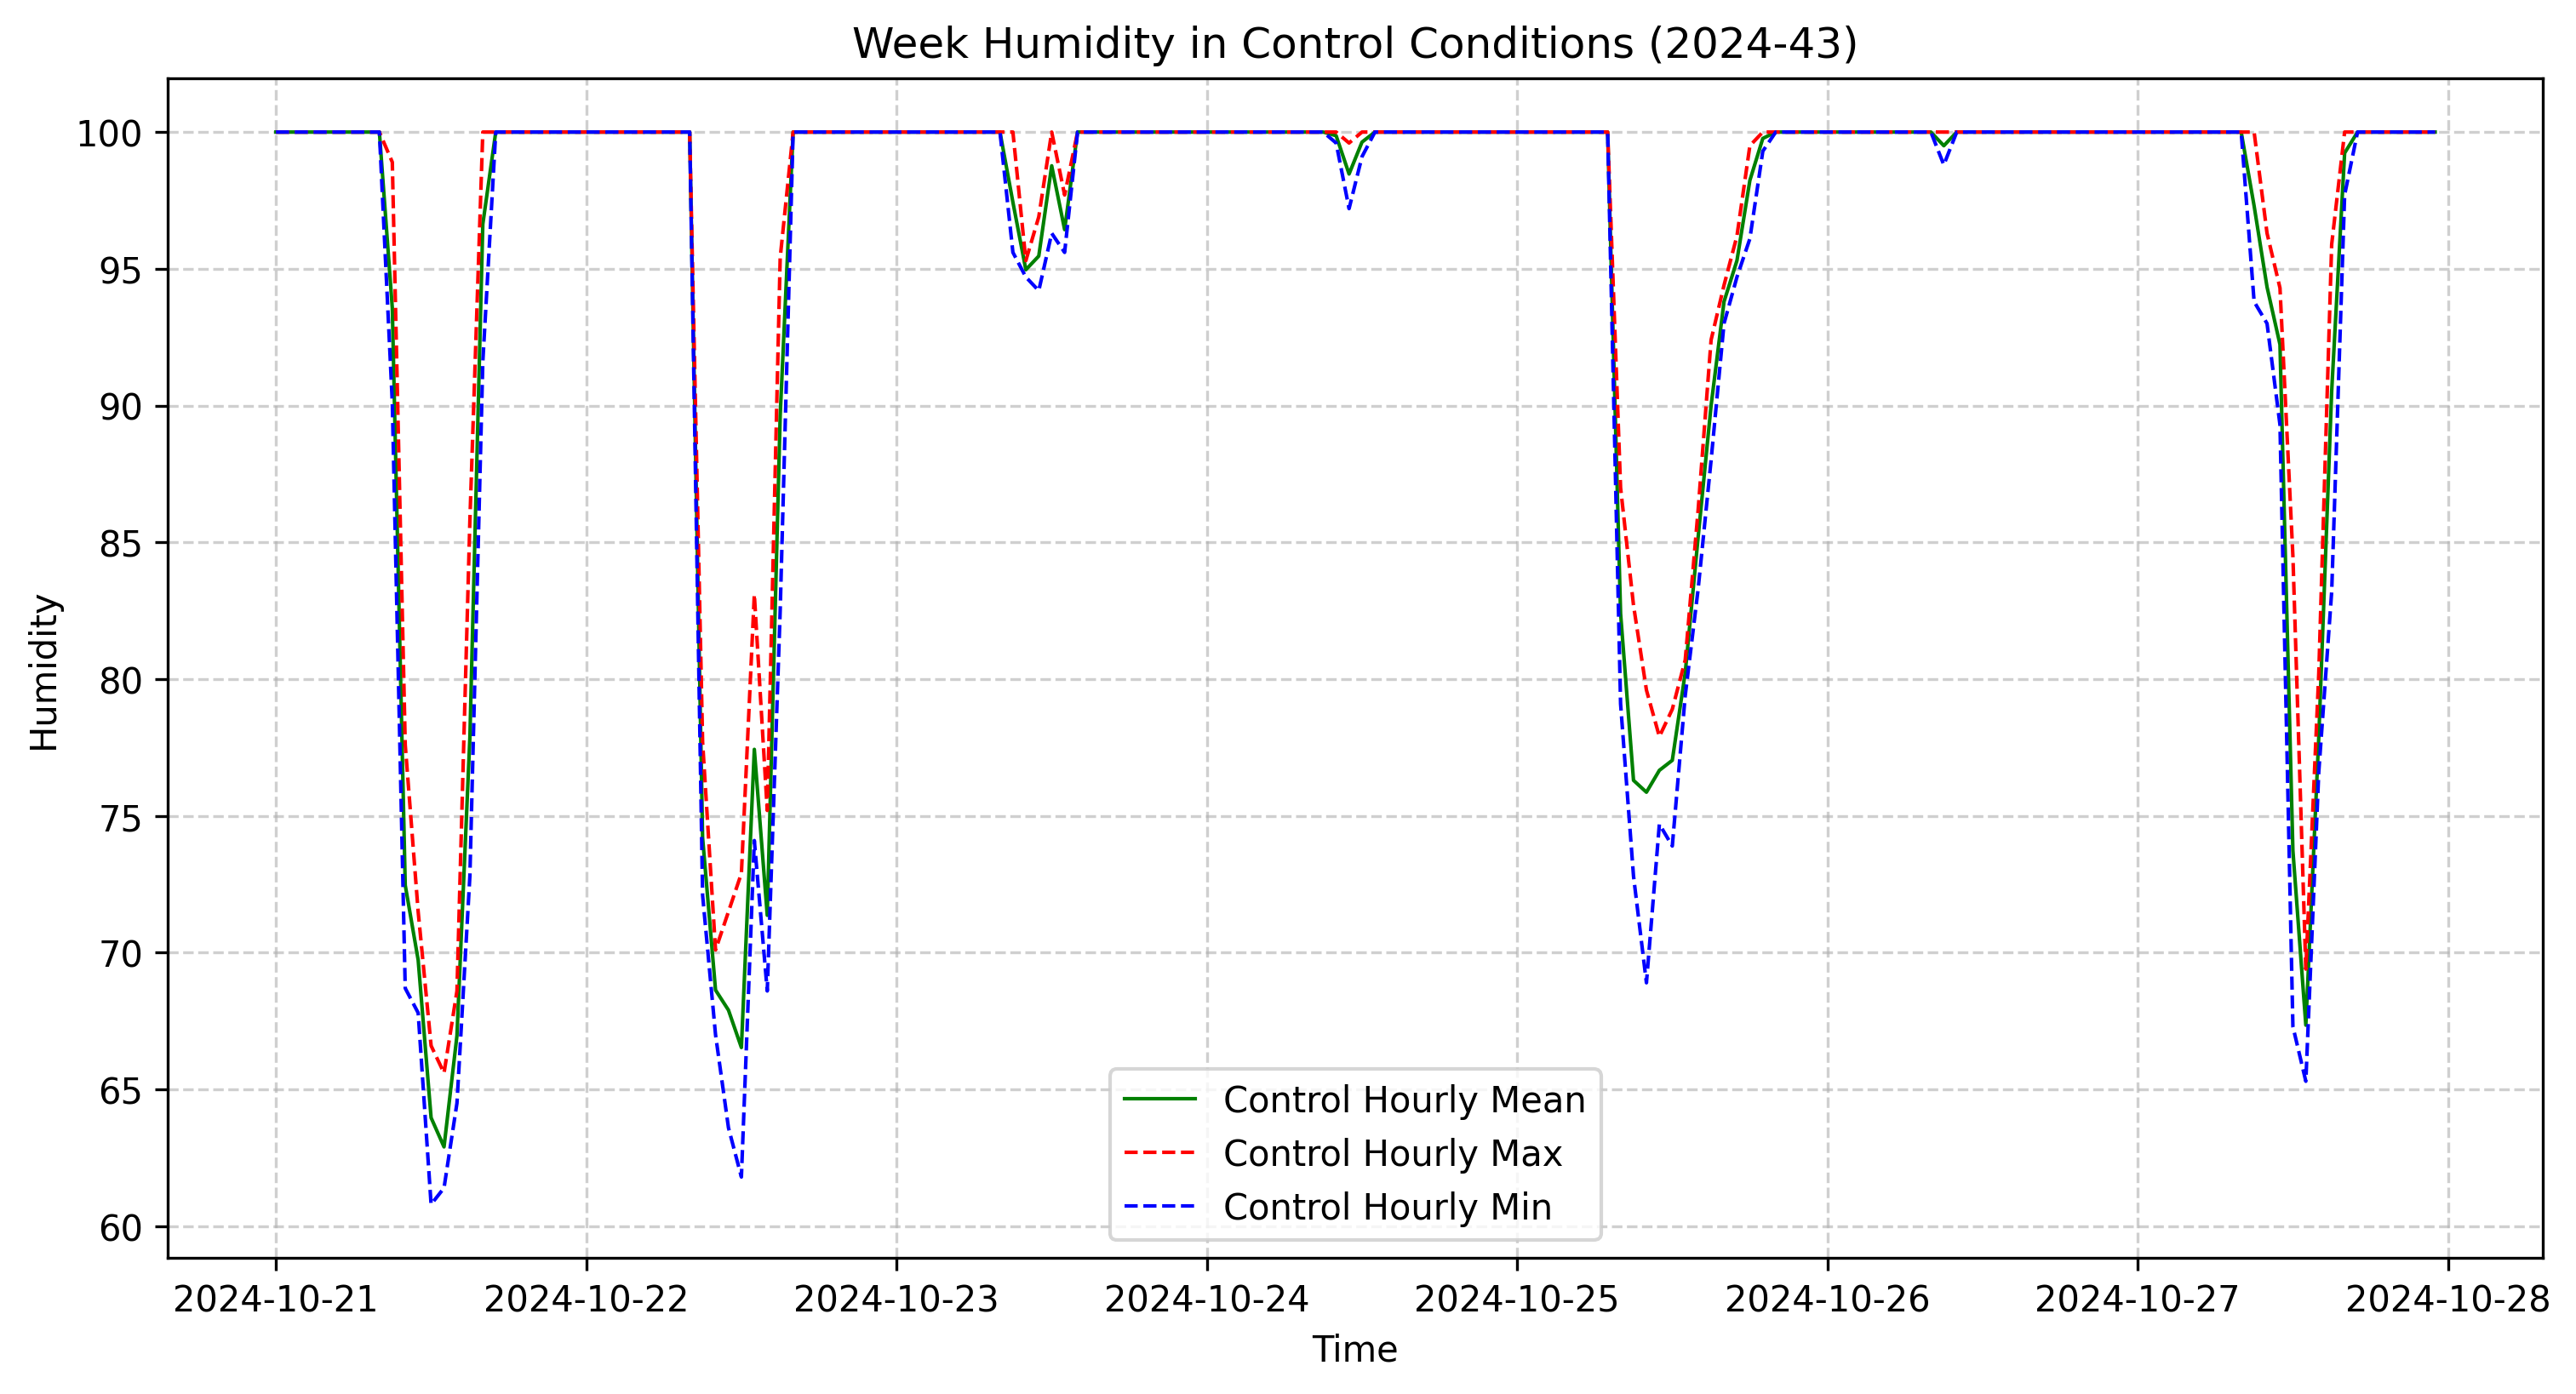 Week Humidity in Control Conditions (2024-43)
100
95
90
85
80
75
70
65
60
Humidity
Control Hourly Mean
Control Hourly Max
Control Hourly Min
2024-10-21 2024-10-22 2024-10-23 2024-10-24 2024-10-25 2024-10-26 2024-10-27 2024-10-28
Time